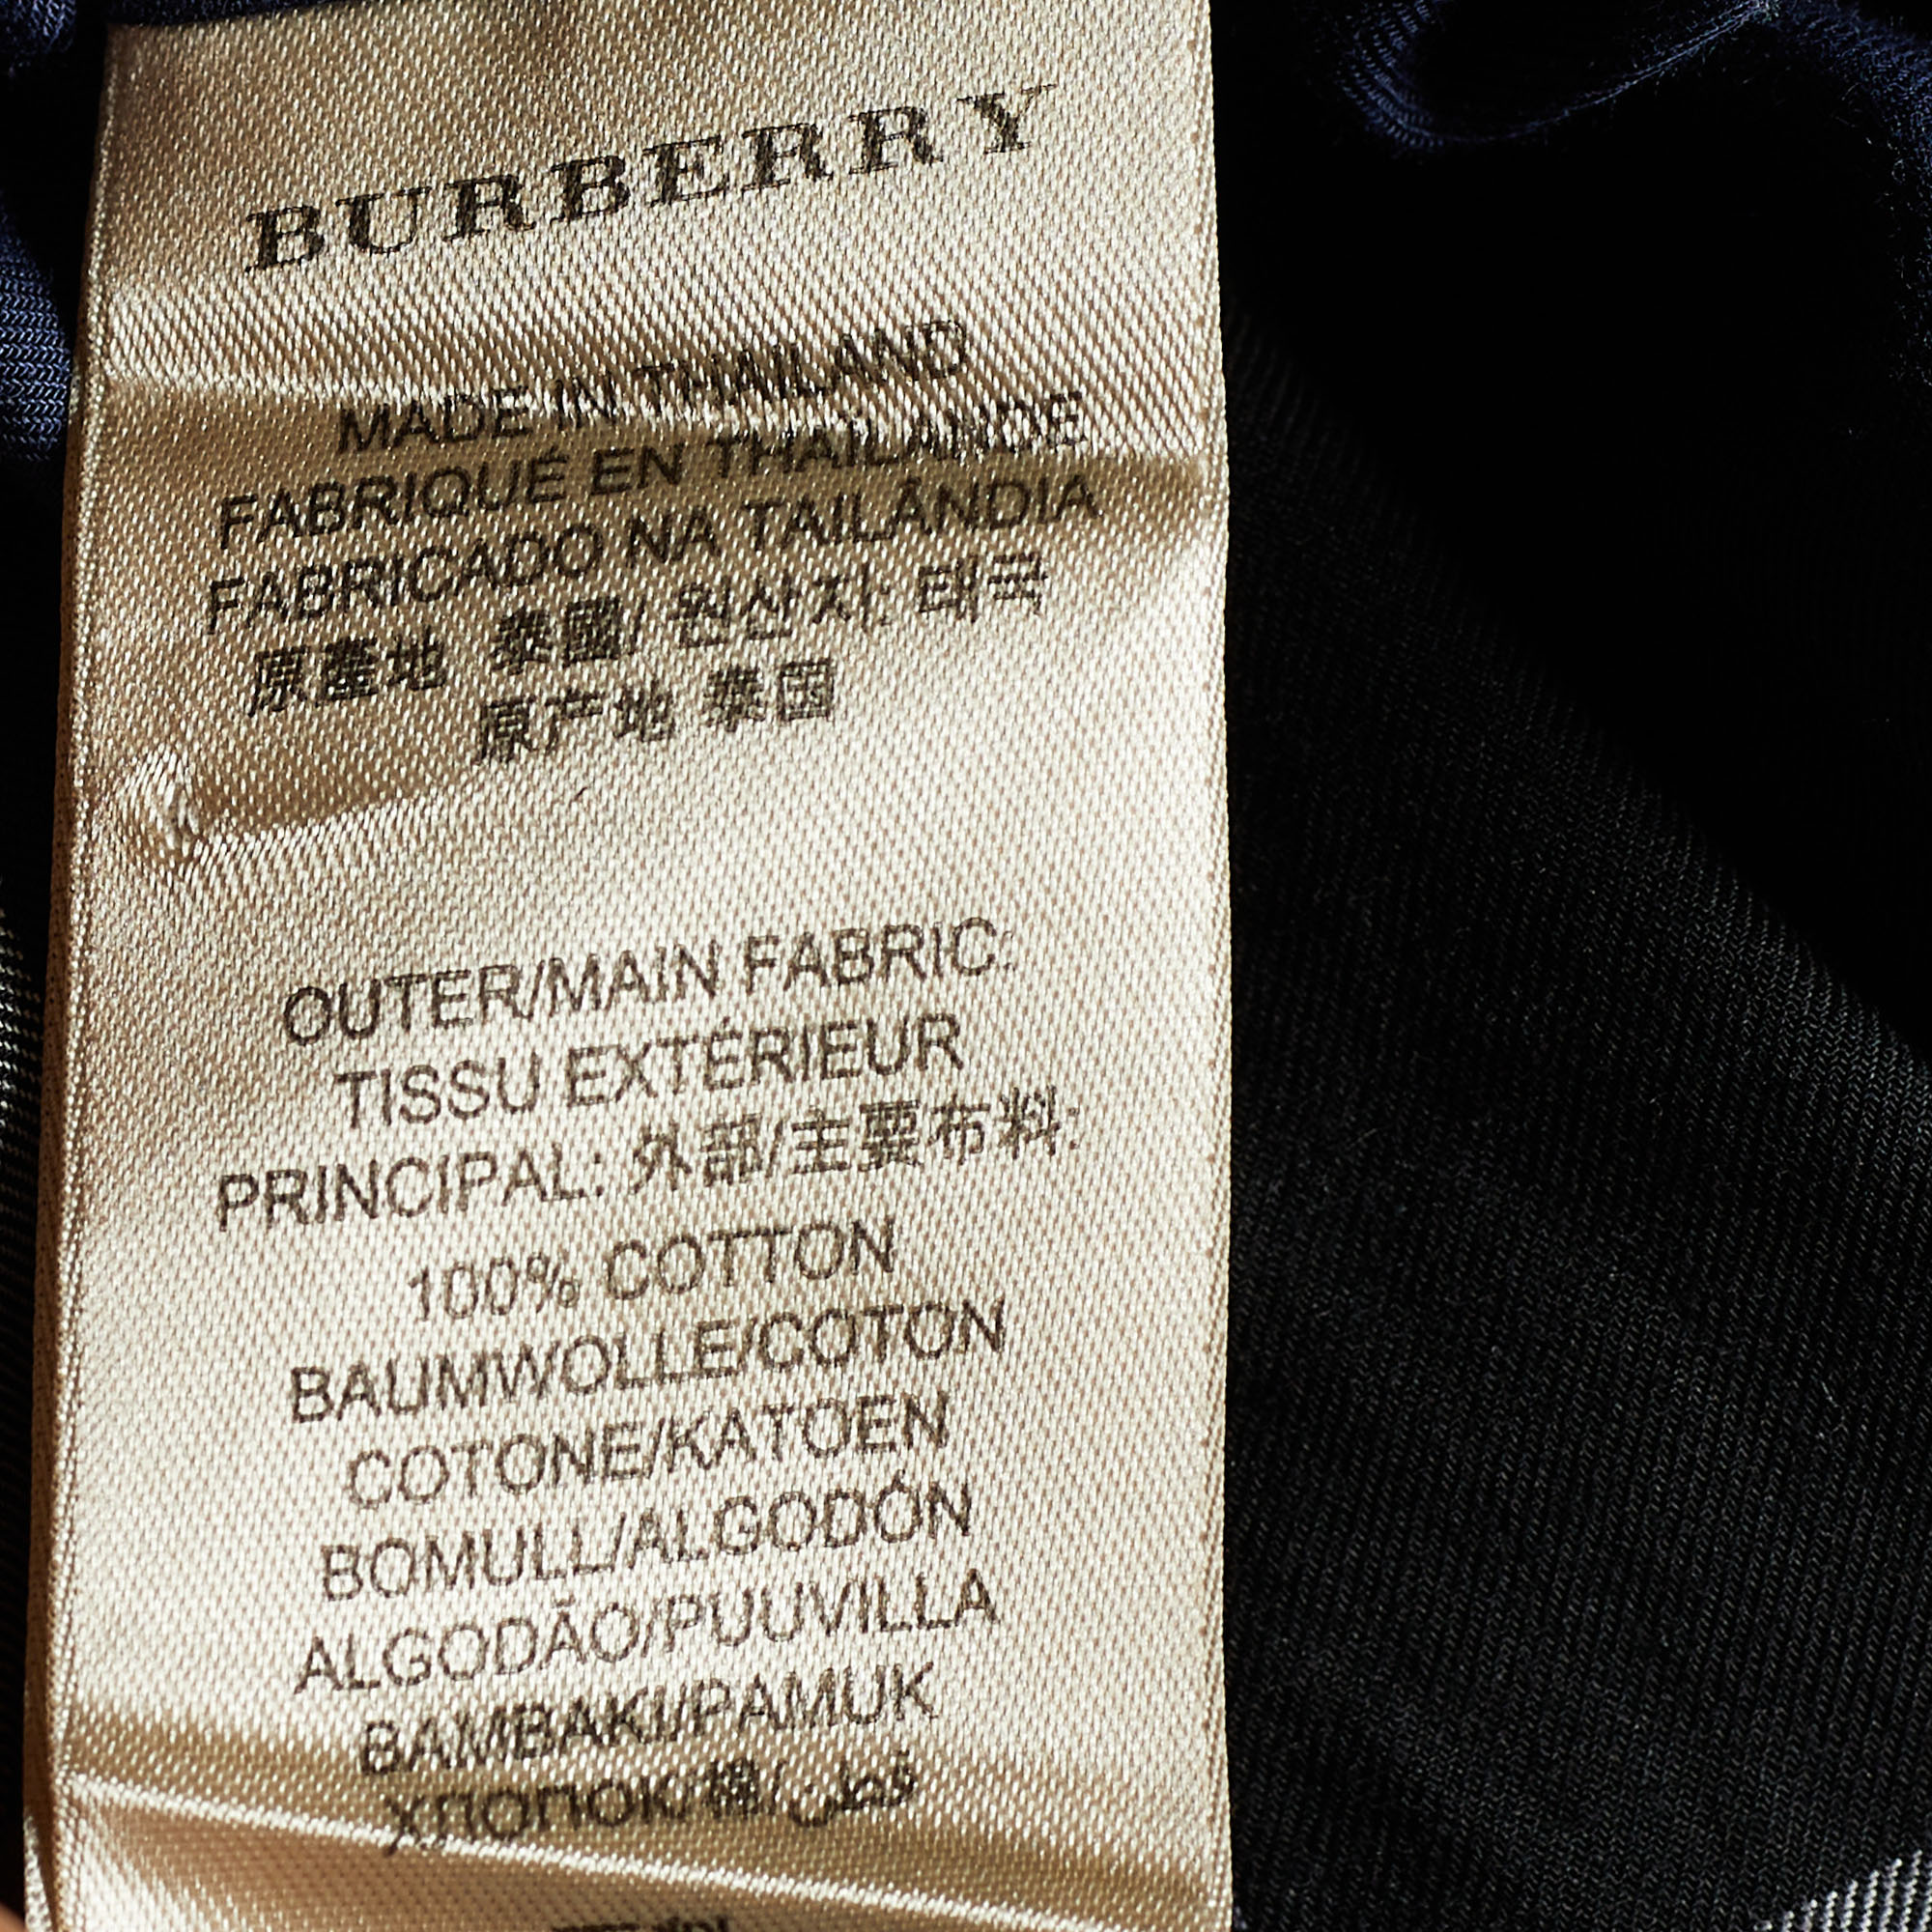 BURBERRY
MADE IN THAILAND
FABRIQUÉ EN THAILANDE
FABRICADO NA TAILÂNDIA
原產地 泰國/ 원산지: 태국
原产地 泰国
OUTER/MAIN FABRIC:
TISSU EXTÉRIEUR
PRINCIPAL: 外部/主要布料:
100% COTTON
BAUMWOLLE/COTON
COTONE/KATOEN
BOMULL/ALGODÓN
ALGODÃO/PUUVILLA
BAMBAKI/PAMUK
ХЛОПОК/棉/قطن